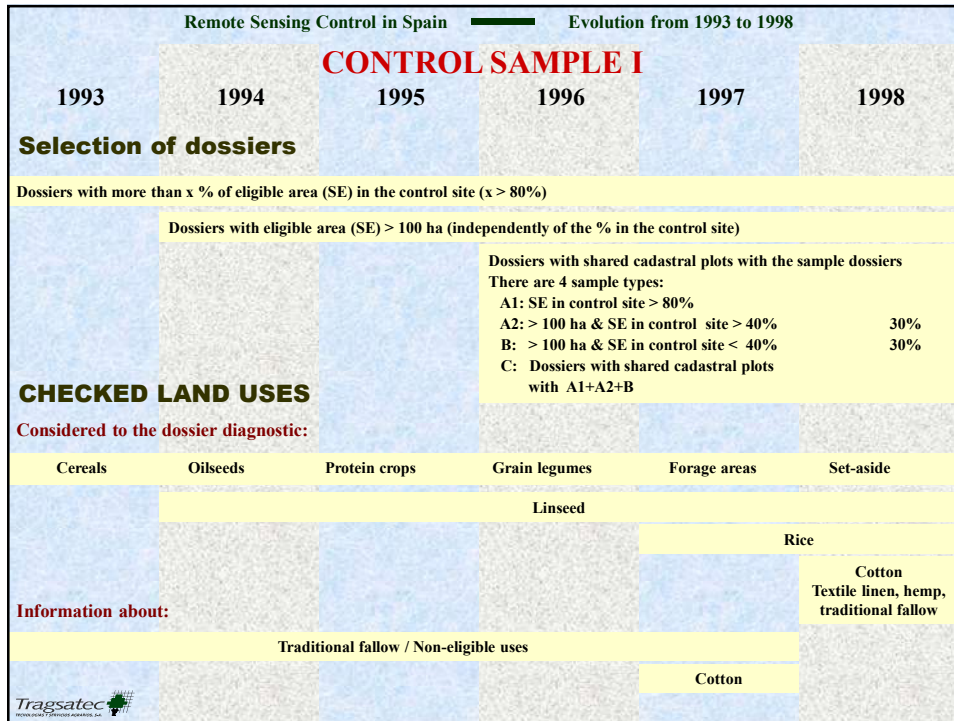 Remote Sensing Control in Spain Evolution from 1993 to 1998
CONTROL SAMPLE I
1993 1994 1995 1996 1997 1998
Selection of dossiers
Dossiers with more than x % of eligible area (SE) in the control site (x > 80%)
Dossiers with eligible area (SE) > 100 ha (independently of the % in the control site)
Dossiers with shared cadastral plots with the sample dossiers
There are 4 sample types:
A1: SE in control site > 80%
A2: > 100 ha & SE in control site > 40% 30%
B: > 100 ha & SE in control site < 40% 30%
C: Dossiers with shared cadastral plots
with A1+A2+B
CHECKED LAND USES
Considered to the dossier diagnostic:
Cereals Oilseeds Protein crops Grain legumes Forage areas Set-aside
Linseed
Rice
Cotton
Textile linen, hemp,
traditional fallow
Information about:
Traditional fallow / Non-eligible uses
Cotton
Tragsatec
TECNOLOGÍAS Y SERVICIOS AGRARIOS, S.A.